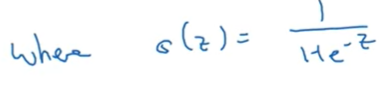 where σ(z) = 1/(1+e^-z)